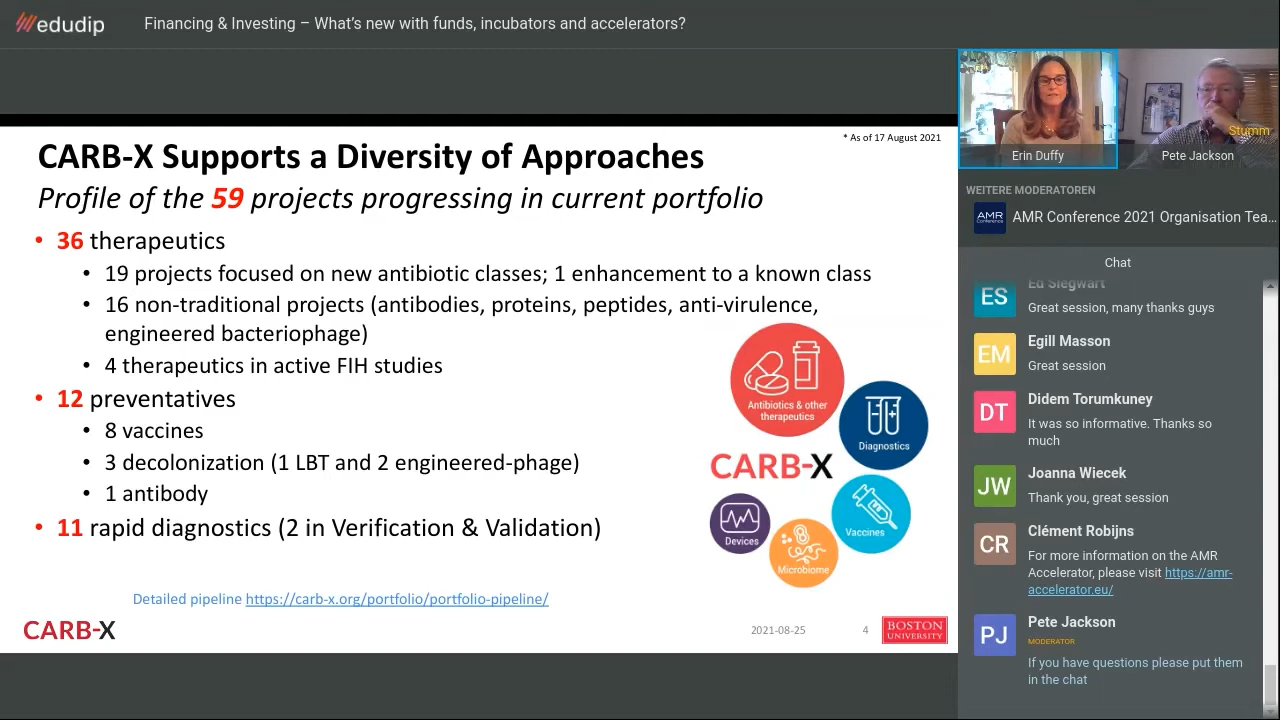 edudip
Financing & Investing – What's new with funds, incubators and accelerators?
* As of 17 August 2021
CARB-X Supports a Diversity of Approaches
Profile of the 59 projects progressing in current portfolio
• 36 therapeutics
• 19 projects focused on new antibiotic classes; 1 enhancement to a known class
• 16 non-traditional projects (antibodies, proteins, peptides, anti-virulence,
engineered bacteriophage)
• 4 therapeutics in active FIH studies
• 12 preventatives
• 8 vaccines
• 3 decolonization (1 LBT and 2 engineered-phage)
• 1 antibody
• 11 rapid diagnostics (2 in Verification & Validation)
Antibiotics & other
therapeutics
Diagnostics
CARB-X
Vaccines
Devices
Microbiome
Detailed pipeline https://carb-x.org/portfolio/portfolio-pipeline/
CARB-X
2021-08-25
4
BOSTON
UNIVERSITY
Erin Duffy
Stumm
Pete Jackson
WEITERE MODERATOREN
AMR
Conference
AMR Conference 2021 Organisation Tea...
Chat
ES
Ed Siegwart
Great session, many thanks guys
EM
Egill Masson
Great session
DT
Didem Torumkuney
It was so informative. Thanks so
much
JW
Joanna Wiecek
Thank you, great session
CR
Clément Robijns
For more information on the AMR
Accelerator, please visit https://amr-
accelerator.eu/
PJ
Pete Jackson
MODERATOR
If you have questions please put them
in the chat